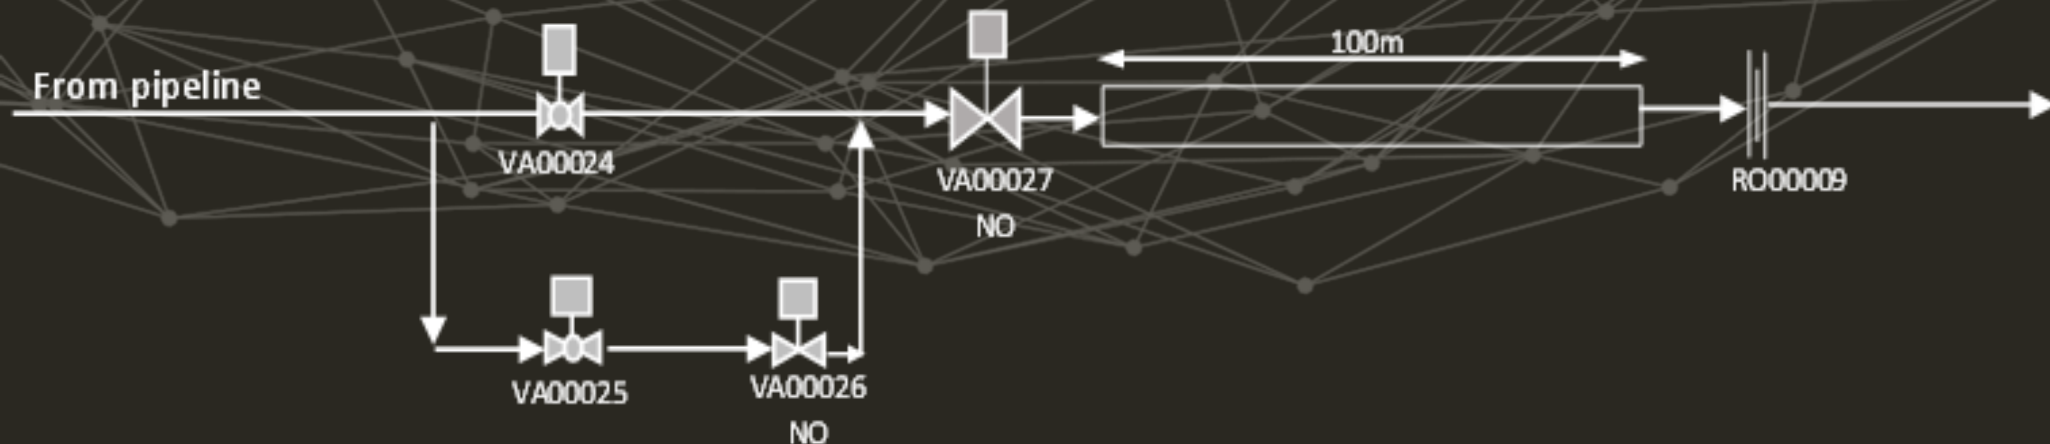 100m
From pipeline
VA00024
VA00027
RO00009
NO
VA00025
VA00026
NO